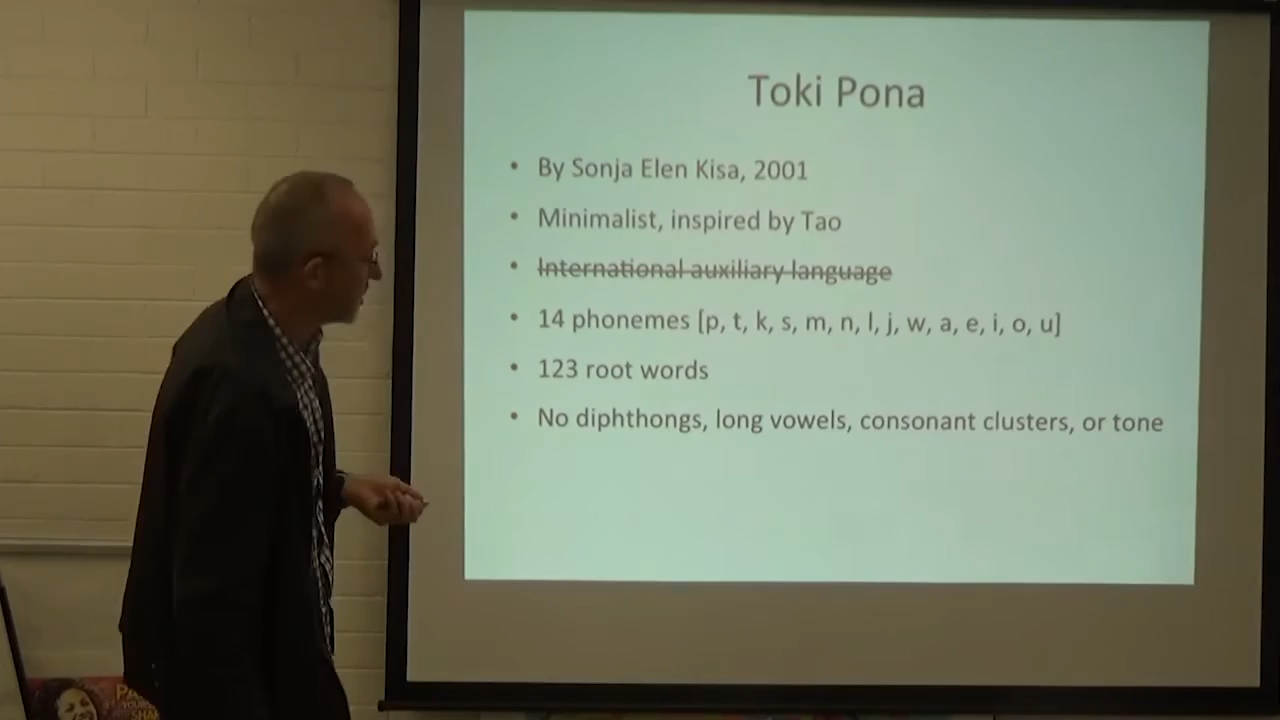 Toki Pona
• By Sonja Elen Kisa, 2001
• Minimalist, inspired by Tao
• International auxiliary language
• 14 phonemes [p, t, k, s, m, n, l, j, w, a, e, i, o, u]
• 123 root words
• No diphthongs, long vowels, consonant clusters, or tone